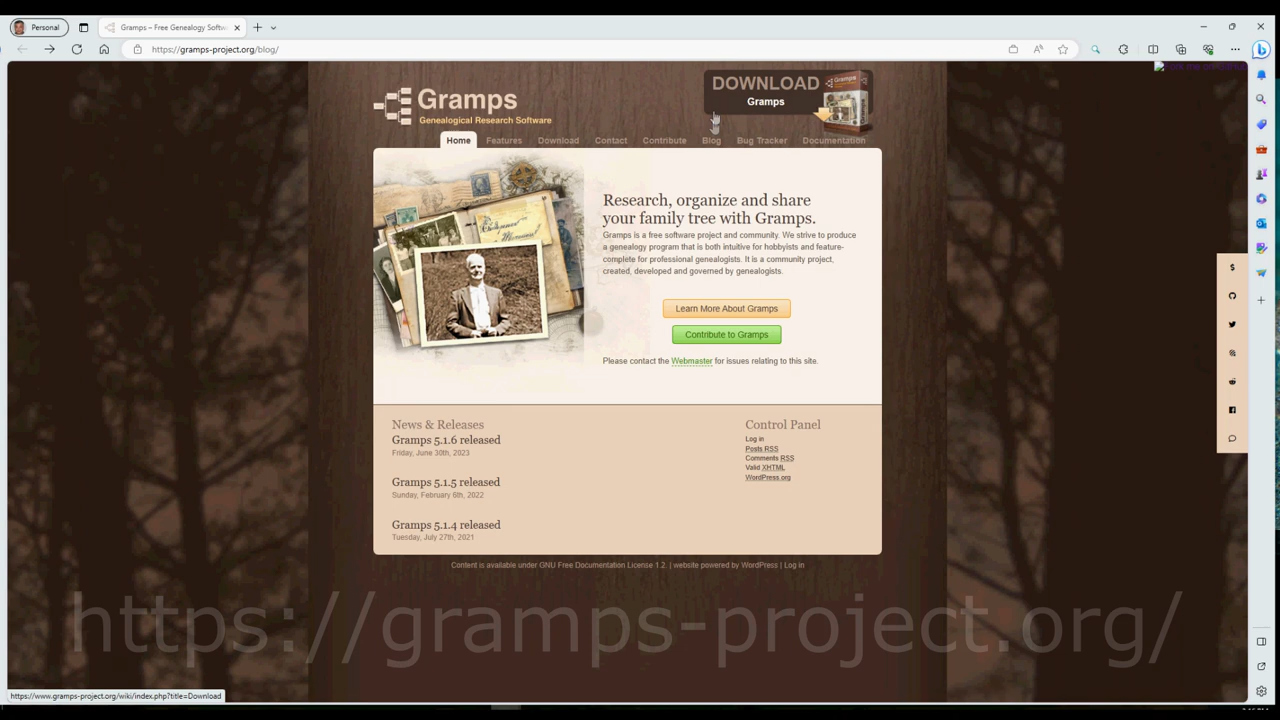 Personal
Gramps – Free Genealogy Softw
https://gramps-project.org/blog/
DOWNLOAD
Gramps
Gramps
Genealogical Research Software
Home
Features
Download
Contact
Contribute
Blog
Bug Tracker
Documentation
Research, organize and share
your family tree with Gramps.
Gramps is a free software project and community. We strive to produce
a genealogy program that is both intuitive for hobbyists and feature-
complete for professional genealogists. It is a community project,
created, developed and governed by genealogists.
Learn More About Gramps
Contribute to Gramps
Please contact the Webmaster for issues relating to this site.
News & Releases
Gramps 5.1.6 released
Friday, June 30th, 2023
Gramps 5.1.5 released
Sunday, February 6th, 2022
Gramps 5.1.4 released
Tuesday, July 27th, 2021
Control Panel
Log in
Posts RSS
Comments RSS
Valid XHTML
WordPress.org
Content is available under GNU Free Documentation License 1.2. | website powered by WordPress | Log in
https://gramps-project.org/
https://www.gramps-project.org/wiki/index.php?title=Download